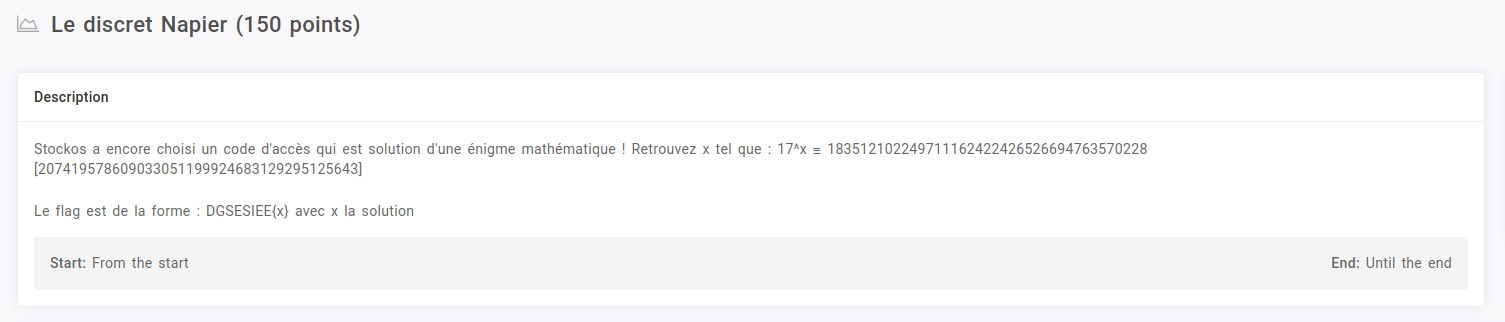 Le discret Napier (150 points)
Description
Stockos a encore choisi un code d'accès qui est solution d'une énigme mathématique ! Retrouvez x tel que : 17^x ≡ 183512102249711162422426526694763570228
[207419578609033051199924683129295125643]
Le flag est de la forme : DGSESIEE{x} avec x la solution
Start: From the start
End: Until the end